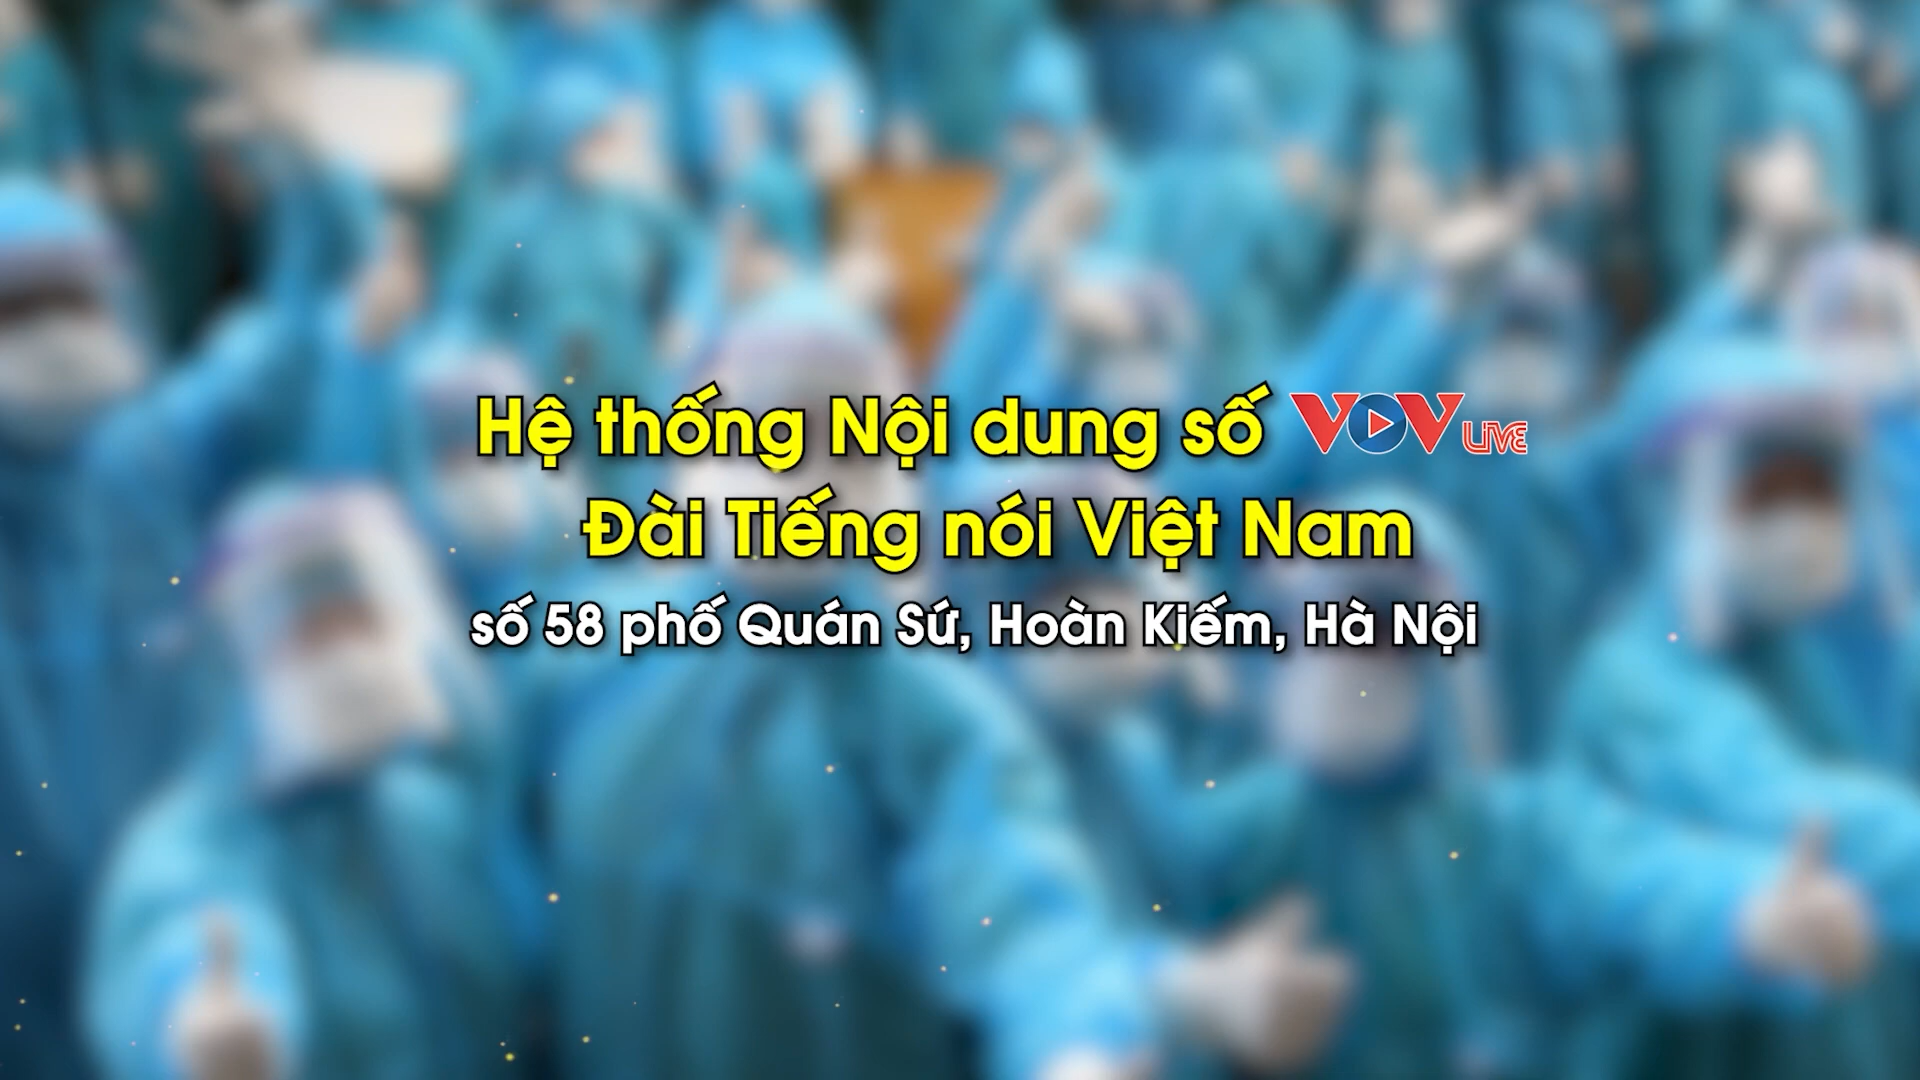 Hệ thống Nội dung số VOV LIVE
Đài Tiếng nói Việt Nam
số 58 phố Quán Sứ, Hoàn Kiếm, Hà Nội